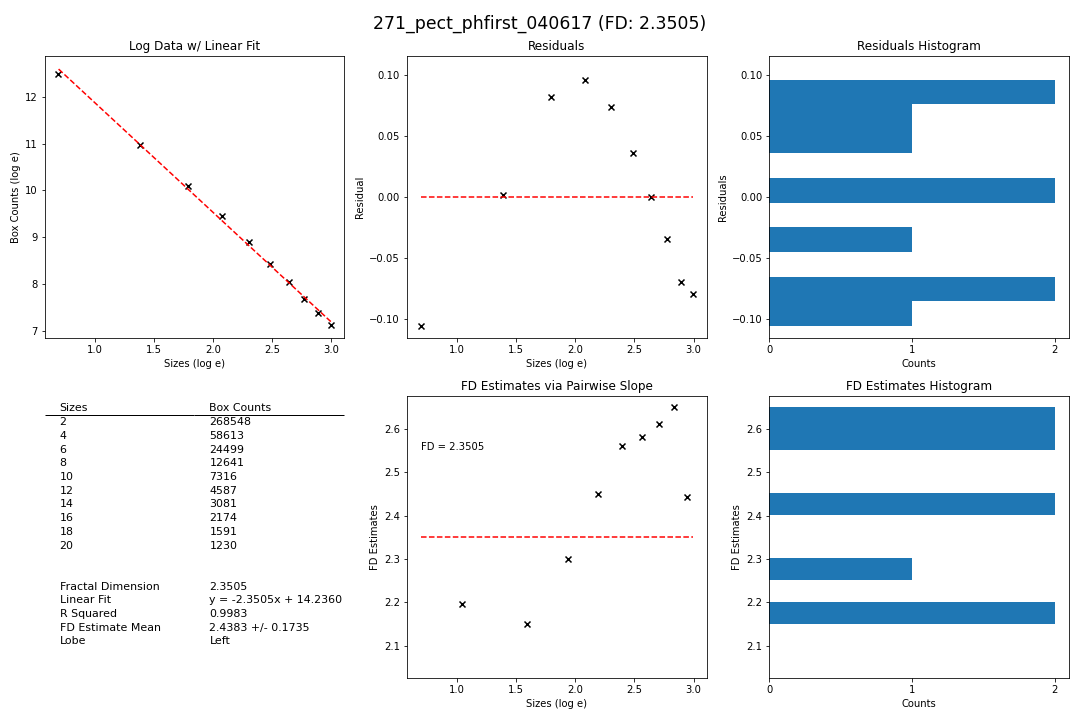 271_pect_phfirst_040617 (FD: 2.3505)
Log Data w/ Linear Fit
12
11
10
9
8
7
Box Counts (log e)
1.0 1.5 2.0 2.5 3.0
Sizes (log e)
Residuals
0.10
0.05
0.00
−0.05
−0.10
Residual
1.0 1.5 2.0 2.5 3.0
Sizes (log e)
Residuals Histogram
0.10
0.05
0.00
−0.05
−0.10
Residuals
0 1 2
Counts
Sizes Box Counts
2 268548
4 58613
6 24499
8 12641
10 7316
12 4587
14 3081
16 2174
18 1591
20 1230
Fractal Dimension 2.3505
Linear Fit y = -2.3505x + 14.2360
R Squared 0.9983
FD Estimate Mean 2.4383 +/- 0.1735
Lobe Left
FD Estimates via Pairwise Slope
FD = 2.3505
2.6
2.5
2.4
2.3
2.2
2.1
FD Estimates
1.0 1.5 2.0 2.5 3.0
Sizes (log e)
FD Estimates Histogram
2.6
2.5
2.4
2.3
2.2
2.1
FD Estimates
0 1 2
Counts